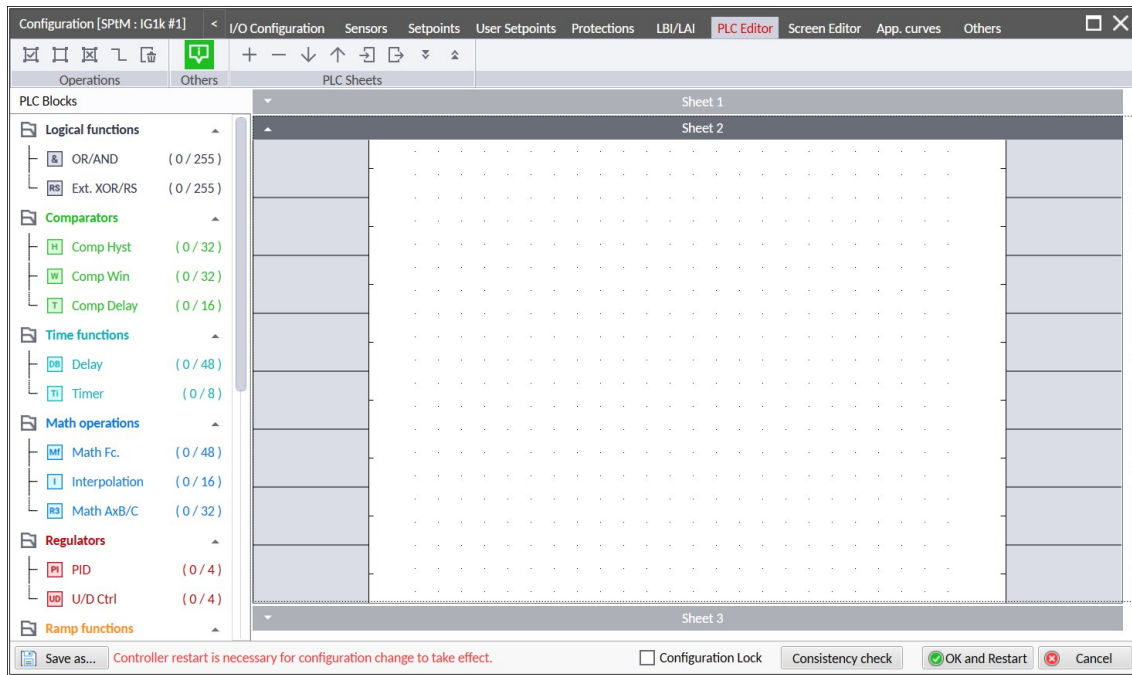 Configuration [SPtM : IG1k #1] < I/O Configuration Sensors Setpoints User Setpoints Protections LBI/LAI PLC Editor Screen Editor App. curves Others
Operations Others PLC Sheets
PLC Blocks
Sheet 1
Sheet 2
Logical functions
& OR/AND ( 0 / 255 )
RS Ext. XOR/RS ( 0 / 255 )
Comparators
H Comp Hyst ( 0 / 32 )
W Comp Win ( 0 / 32 )
T Comp Delay ( 0 / 16 )
Time functions
DB Delay ( 0 / 48 )
Ti Timer ( 0 / 8 )
Math operations
Mf Math Fc. ( 0 / 48 )
I Interpolation ( 0 / 16 )
R3 Math AxB/C ( 0 / 32 )
Regulators
PI PID ( 0 / 4 )
UD U/D Ctrl ( 0 / 4 )
Ramp functions
Sheet 3
Save as... Controller restart is necessary for configuration change to take effect. Configuration Lock Consistency check OK and Restart Cancel